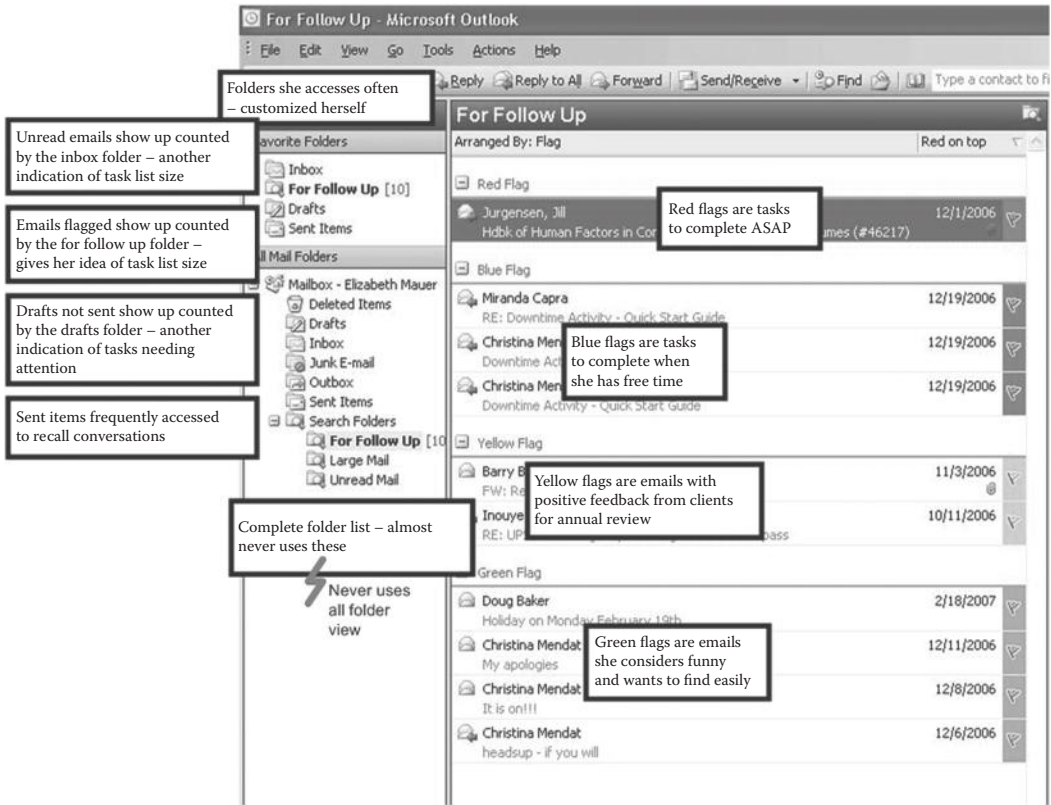 For Follow Up - Microsoft Outlook
File Edit View Go Tools Actions Help
Reply Reply to All Forward Send/Receive Find Type a contact to fi
Folders she accesses often
– customized herself
Unread emails show up counted
by the inbox folder – another
indication of task list size
Emails flagged show up counted
by the for follow up folder –
gives her idea of task list size
Drafts not sent show up counted
by the drafts folder – another
indication of tasks needing
attention
Sent items frequently accessed
to recall conversations
avorite Folders
Inbox
For Follow Up [10]
Drafts
Sent Items
ll Mail Folders
Mailbox - Elizabeth Mauer
Deleted Items
Drafts
Inbox
Junk E-mail
Outbox
Sent Items
Search Folders
For Follow Up [10
Large Mail
Unread Mail
Complete folder list – almost
never uses these
Never uses
all folder
view
For Follow Up
Arranged By: Flag Red on top
Red Flag
Jurgensen, Jill 12/1/2006
Hdbk of Human Factors in Con umes (#46217)
Red flags are tasks
to complete ASAP
Blue Flag
Miranda Capra 12/19/2006
RE: Downtime Activity - Quick Start Guide
Christina Men 12/19/2006
Downtime Act
Christina Men 12/19/2006
Downtime Activity - Quick Start Guide
Blue flags are tasks
to complete when
she has free time
Yellow Flag
Barry B 11/3/2006
FW: Re
Inouye 10/11/2006
RE: UP pass
Yellow flags are emails with
positive feedback from clients
for annual review
Green Flag
Doug Baker 2/18/2007
Holiday on Monday February 19th
Christina Mendat 12/11/2006
My apologies
Christina Mendat 12/8/2006
It is on!!!
Christina Mendat 12/6/2006
headsup - if you will
Green flags are emails
she considers funny
and wants to find easily